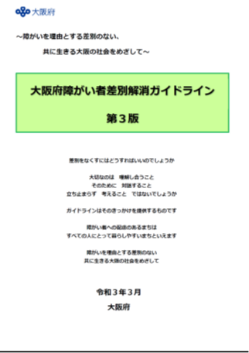 大阪府
～障がいを理由とする差別のない、
共に生きる大阪の社会をめざして～
大阪府障がい者差別解消ガイドライン
第３版
差別をなくすにはどうすればいいのでしょうか
大切なのは 理解し合うこと
そのために 対話すること
立ち止まらず 考えること ではないでしょうか
ガイドラインはそのきっかけを提供するものです
障がい者への配慮のあるまちは
すべての人にとって暮らしやすいまちといえます
障がいを理由とする差別のない
共に生きる大阪の社会をめざして
令和３年３月
大阪府